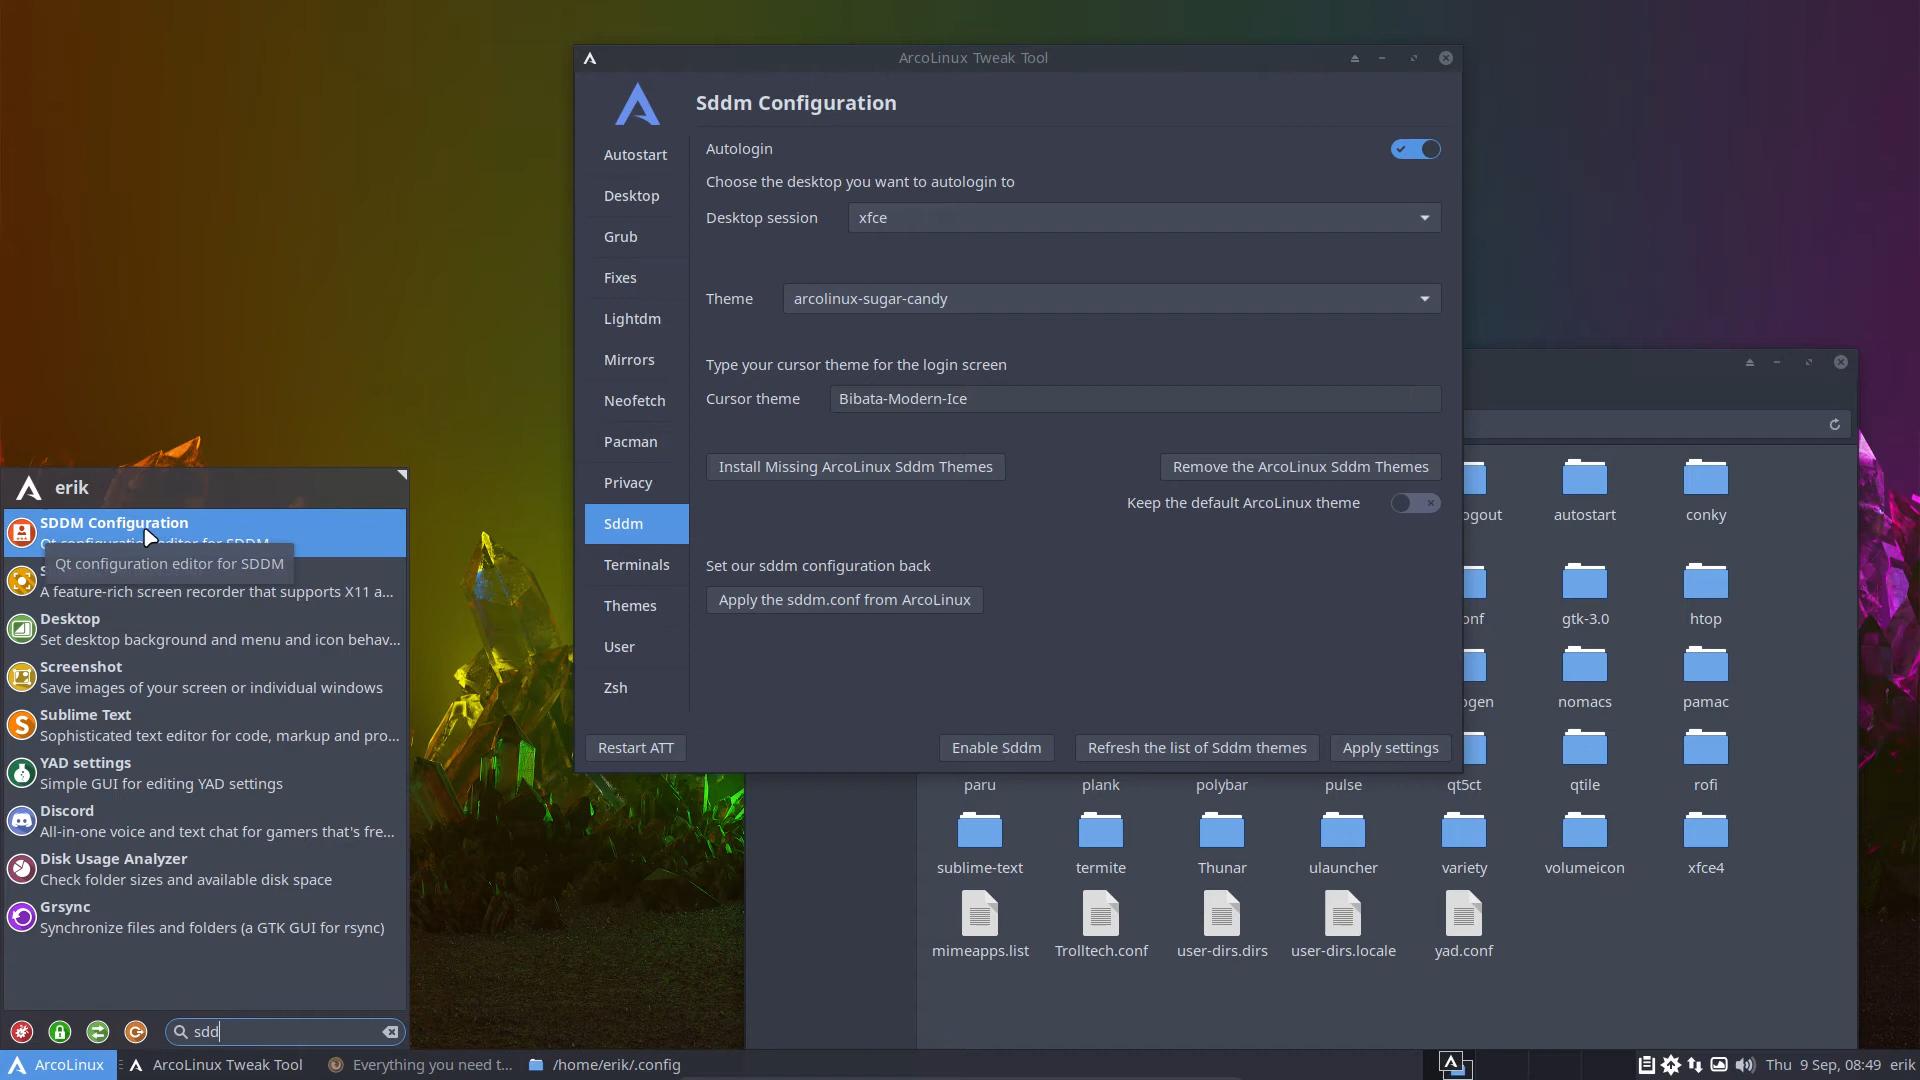 ArcoLinux Tweak Tool
Sddm Configuration
Autostart
Desktop
Grub
Fixes
Lightdm
Mirrors
Neofetch
Pacman
Privacy
Sddm
Terminals
Themes
User
Zsh
Autologin
Choose the desktop you want to autologin to
Desktop session
xfce
Theme
arcolinux-sugar-candy
Type your cursor theme for the login screen
Cursor theme
Bibata-Modern-Ice
Install Missing ArcoLinux Sddm Themes
Remove the ArcoLinux Sddm Themes
Keep the default ArcoLinux theme
Set our sddm configuration back
Apply the sddm.conf from ArcoLinux
Restart ATT
Enable Sddm
Refresh the list of Sddm themes
Apply settings
erik
SDDM Configuration
Qt configuration editor for SDDM
A feature-rich screen recorder that supports X11 a...
Desktop
Set desktop background and menu and icon behav...
Screenshot
Save images of your screen or individual windows
Sublime Text
Sophisticated text editor for code, markup and pro...
YAD settings
Simple GUI for editing YAD settings
Discord
All-in-one voice and text chat for gamers that's fre...
Disk Usage Analyzer
Check folder sizes and available disk space
Grsync
Synchronize files and folders (a GTK GUI for rsync)
sdd
ogout
autostart
conky
onf
gtk-3.0
htop
ogen
nomacs
pamac
paru
plank
polybar
pulse
qt5ct
qtile
rofi
sublime-text
termite
Thunar
ulauncher
variety
volumeicon
xfce4
mimeapps.list
Trolltech.conf
user-dirs.dirs
user-dirs.locale
yad.conf
ArcoLinux
ArcoLinux Tweak Tool
Everything you need t...
/home/erik/.config
Thu 9 Sep, 08:49
erik